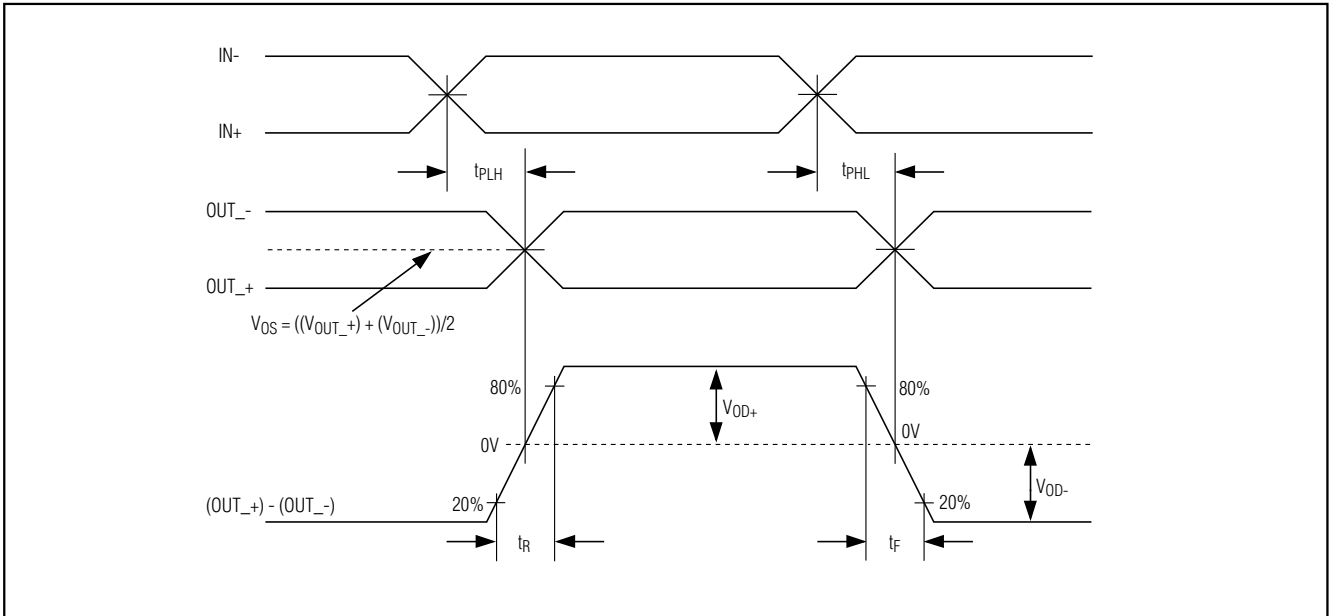 IN-
IN+
tPLH
tPHL
OUT_-
OUT_+
VOS = ((VOUT_+) + (VOUT_-))/2
80%
80%
VOD+
0V
0V
(OUT_+) - (OUT_-)
20%
20%
VOD-
tR
tF